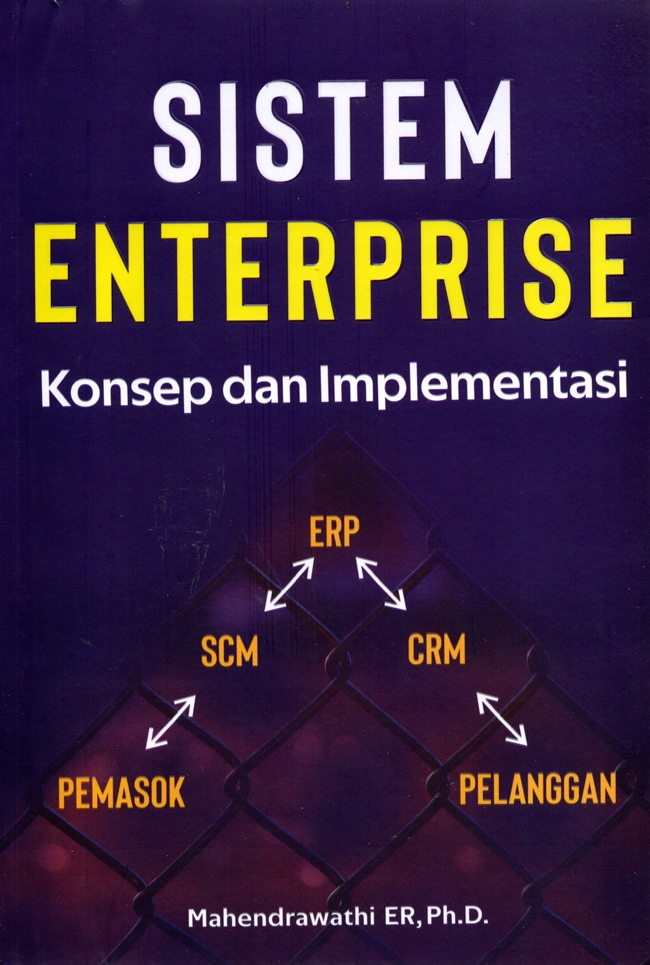 SISTEM
ENTERPRISE
Konsep dan Implementasi
ERP
SCM CRM
PEMASOK PELANGGAN
Mahendrawathi ER, Ph.D.